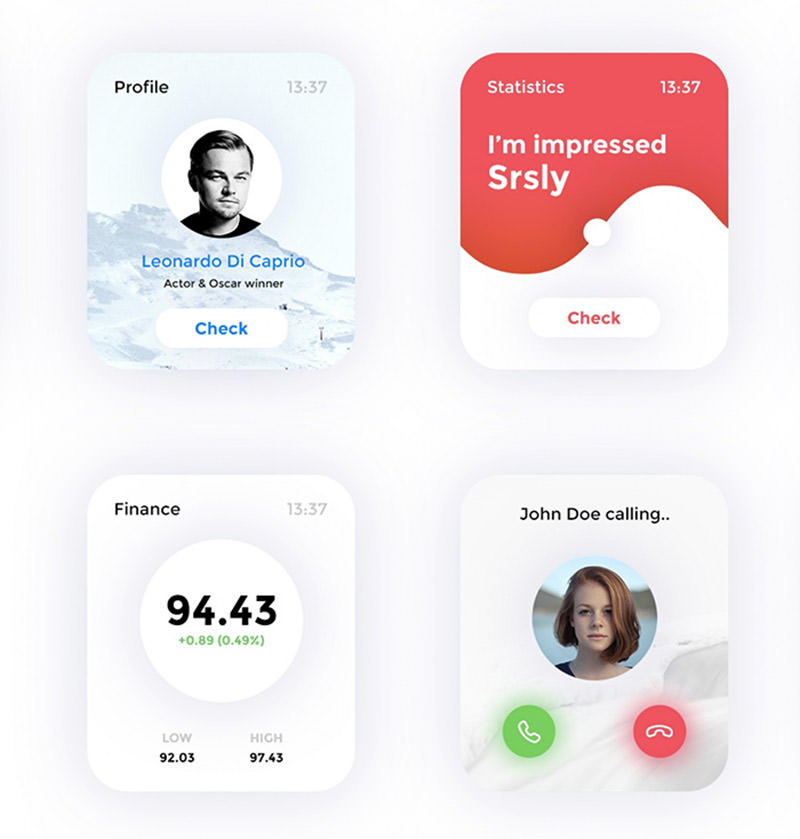 Profile 13:37
Leonardo Di Caprio
Actor & Oscar winner
Check
Statistics 13:37
I'm impressed
Srsly
Check
Finance 13:37
94.43
+0.89 (0.49%)
LOW HIGH
92.03 97.43
John Doe calling..